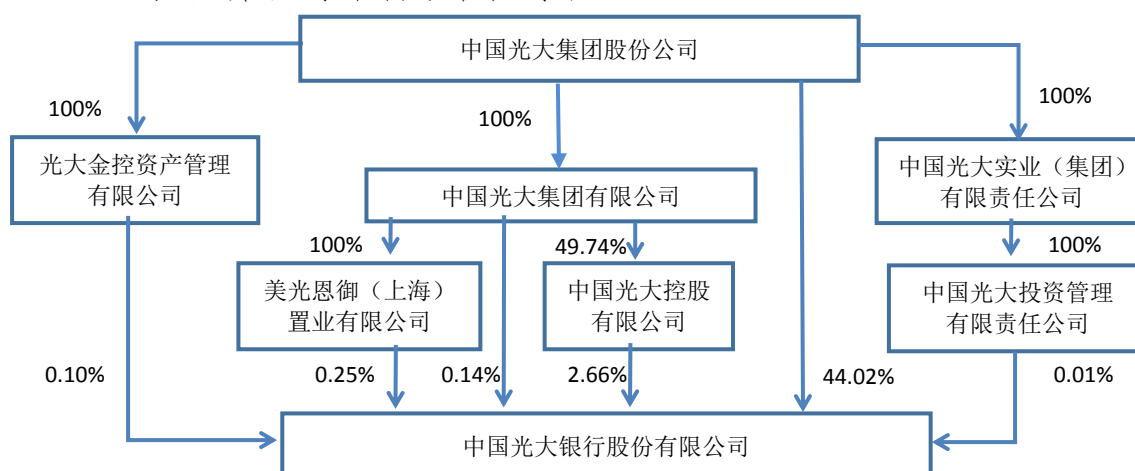 中国光大集团股份公司
100%
100%
100%
光大金控资产管理
有限公司
中国光大集团有限公司
中国光大实业（集团）
有限责任公司
100%
49.74%
100%
美光恩御（上海）
置业有限公司
中国光大控股
有限公司
中国光大投资管理
有限责任公司
0.10%
0.25%
0.14%
2.66%
44.02%
0.01%
中国光大银行股份有限公司